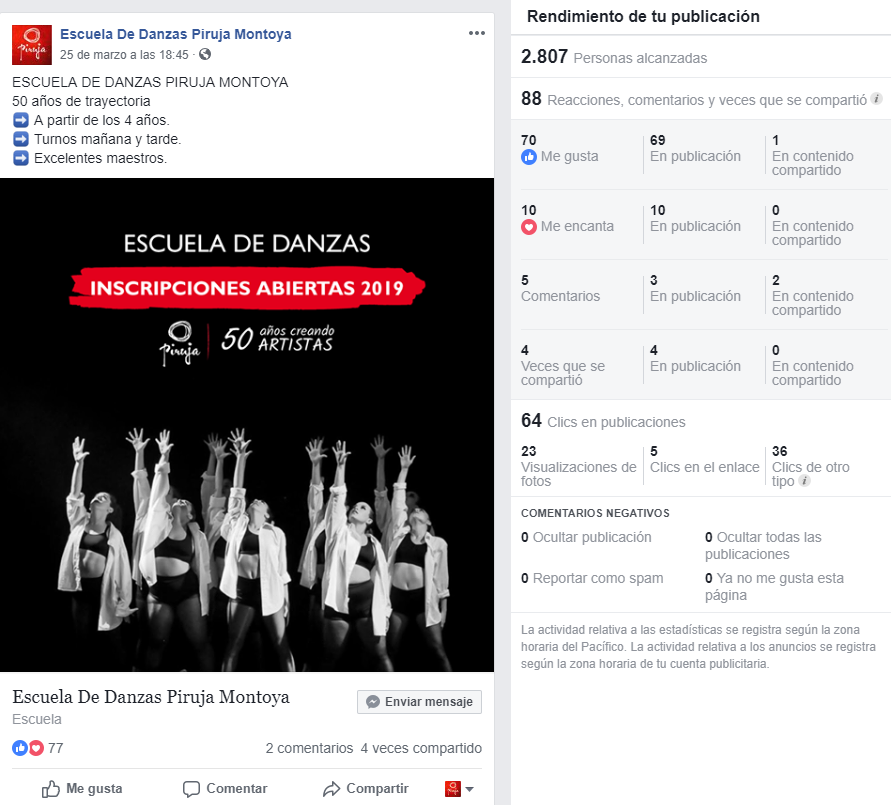 Escuela De Danzas Piruja Montoya
25 de marzo a las 18:45 ·
ESCUELA DE DANZAS PIRUJA MONTOYA
50 años de trayectoria
➡ A partir de los 4 años.
➡ Turnos mañana y tarde.
➡ Excelentes maestros.
ESCUELA DE DANZAS
INSCRIPCIONES ABIERTAS 2019
Piruja
50 años creando
ARTISTAS
Escuela De Danzas Piruja Montoya
Escuela
Enviar mensaje
77
2 comentarios 4 veces compartido
Me gusta
Comentar
Compartir
Rendimiento de tu publicación
2.807 Personas alcanzadas
88 Reacciones, comentarios y veces que se compartió
70
Me gusta
69
En publicación
1
En contenido
compartido
10
Me encanta
10
En publicación
0
En contenido
compartido
5
Comentarios
3
En publicación
2
En contenido
compartido
4
Veces que se
compartió
4
En publicación
0
En contenido
compartido
64 Clics en publicaciones
23
Visualizaciones de
fotos
5
Clics en el enlace
36
Clics de otro
tipo
COMENTARIOS NEGATIVOS
0 Ocultar publicación
0 Ocultar todas las
publicaciones
0 Reportar como spam
0 Ya no me gusta esta
página
La actividad relativa a las estadísticas se registra según la zona
horaria del Pacífico. La actividad relativa a los anuncios se registra
según la zona horaria de tu cuenta publicitaria.